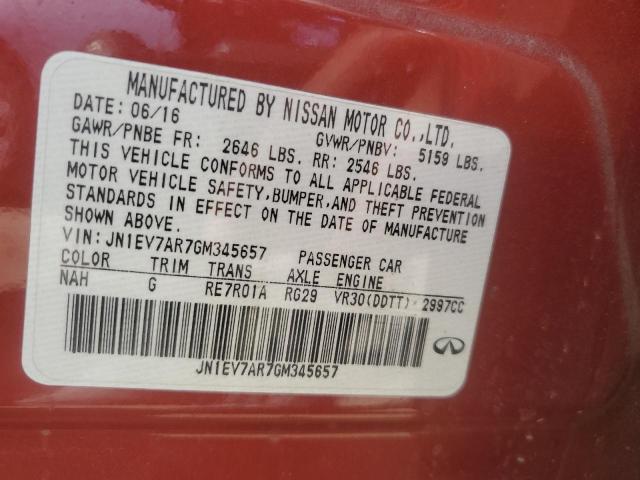 MANUFACTURED BY NISSAN MOTOR CO.,LTD.
DATE: 06/16 GVWR/PNBV: 5159 LBS.
GAWR/PNBE FR: 2646 LBS. RR: 2546 LBS.
THIS VEHICLE CONFORMS TO ALL APPLICABLE FEDERAL
MOTOR VEHICLE SAFETY,BUMPER,AND THEFT PREVENTION
STANDARDS IN EFFECT ON THE DATE OF MANUFACTURE
SHOWN ABOVE.
VIN: JN1EV7AR7GM345657 PASSENGER CAR
COLOR TRIM TRANS AXLE ENGINE
NAH G RE7R01A RG29 VR30(DDTT) 2997CC
JN1EV7AR7GM345657